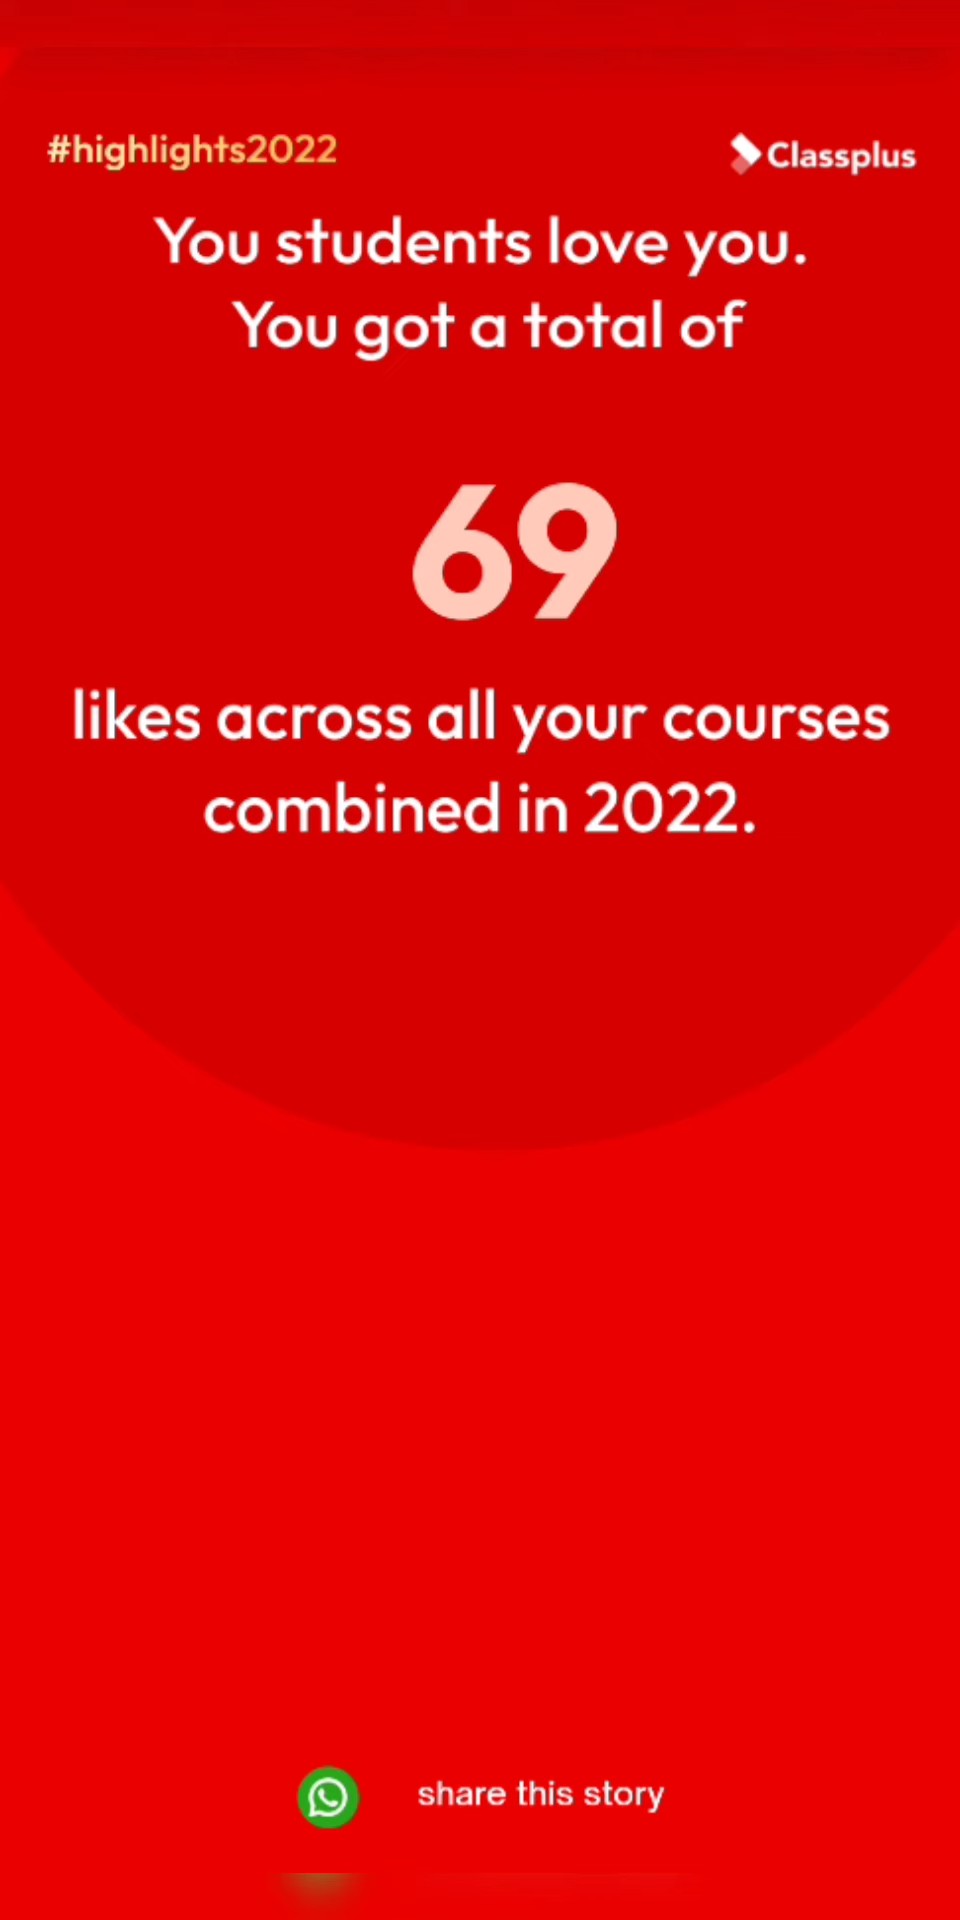 #highlights2022
Classplus
You students love you.
You got a total of
69
likes across all your courses
combined in 2022.
share this story